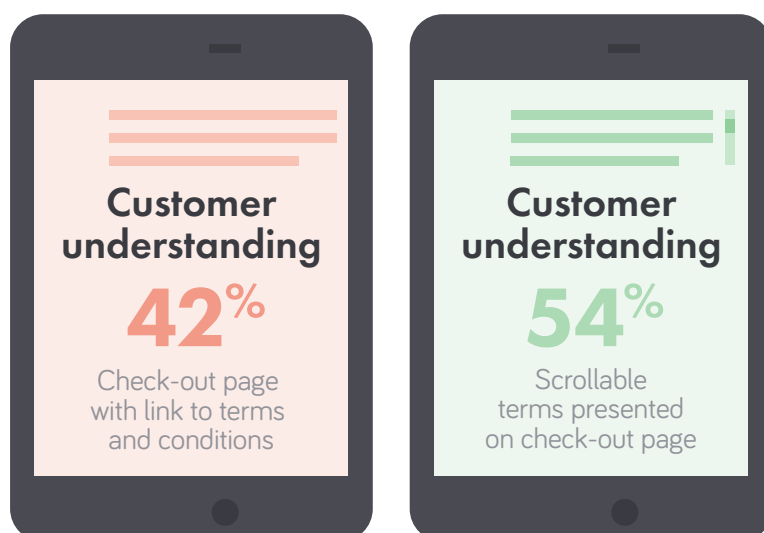 Customer
understanding
42%
Check-out page
with link to terms
and conditions
Customer
understanding
54%
Scrollable
terms presented
on check-out page